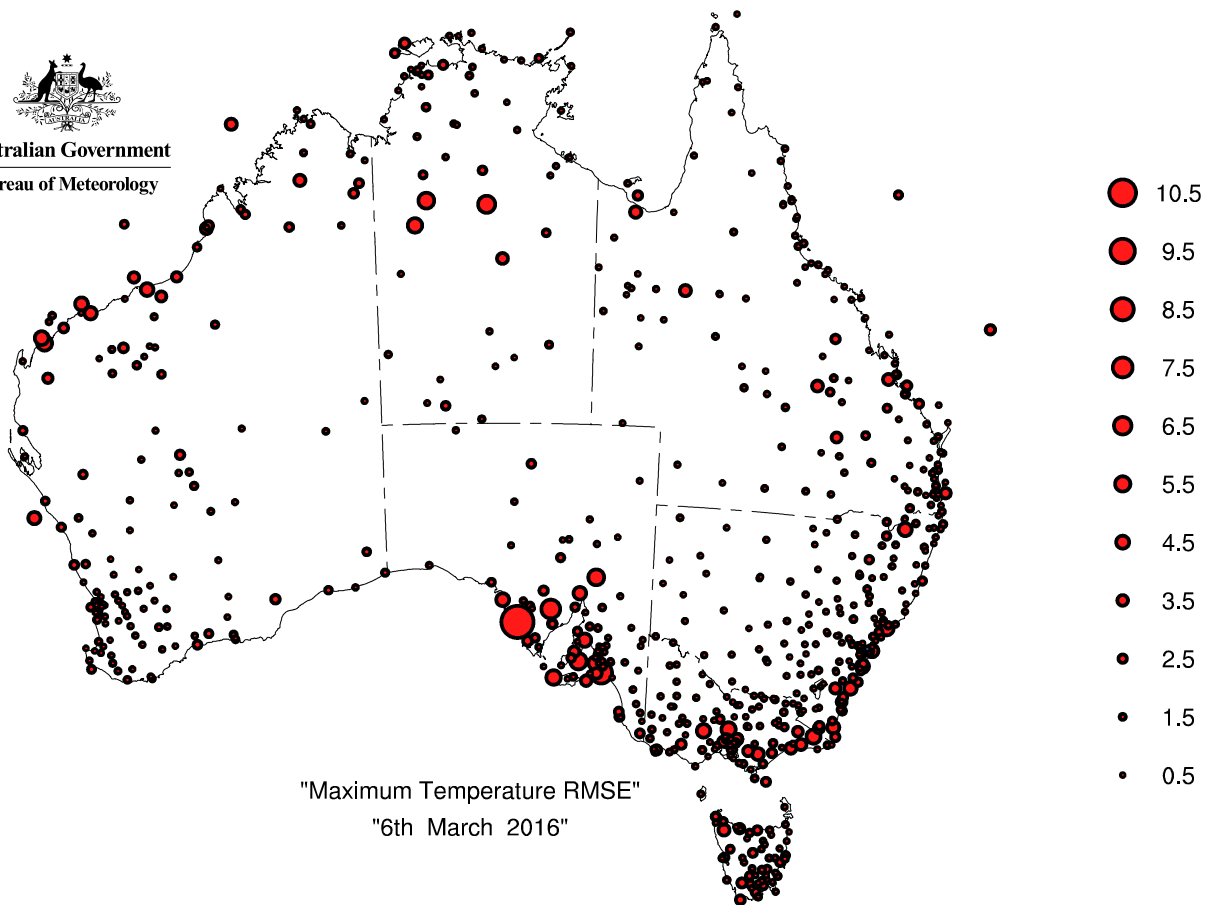 AUSTRALIA
tralian Government
reau of Meteorology
10.5
9.5
8.5
7.5
6.5
5.5
4.5
3.5
2.5
1.5
0.5
"Maximum Temperature RMSE"
"6th March 2016"